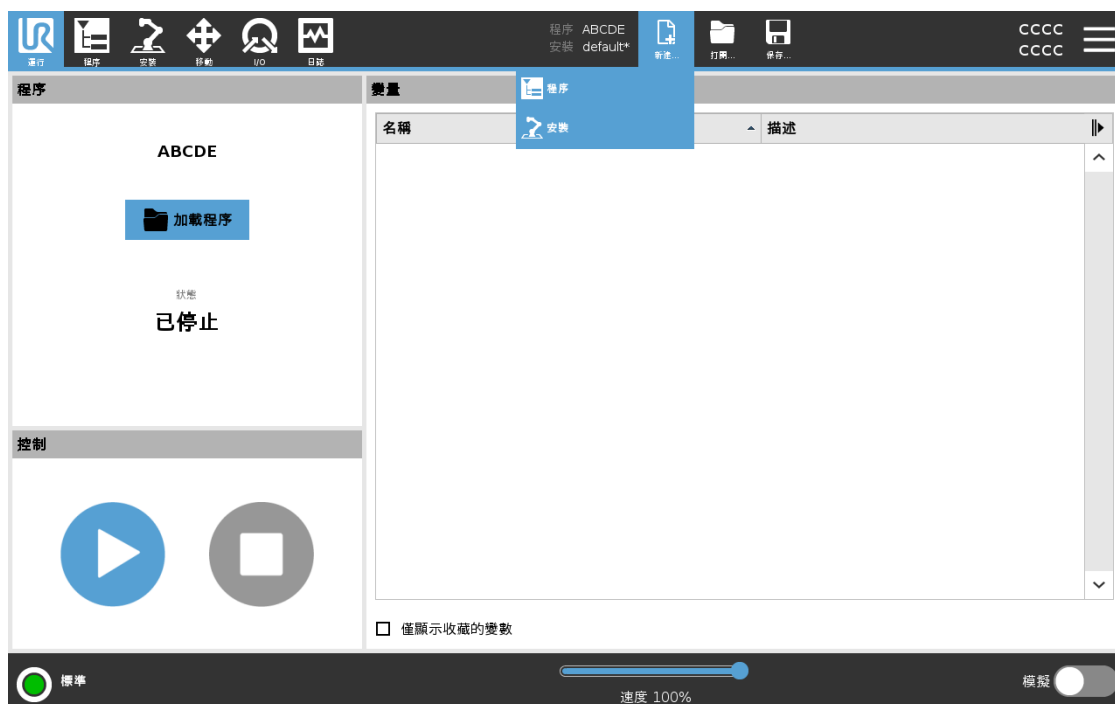 UR
運行
程序
安裝
移動
I/O
日誌
程序 ABCDE
安裝 default*
新建...
打開...
保存...
CCCC
CCCC
程序
變量
程序
安裝
名稱
描述
ABCDE
加載程序
狀態
已停止
控制
僅顯示收藏的變數
標準
速度 100%
模擬